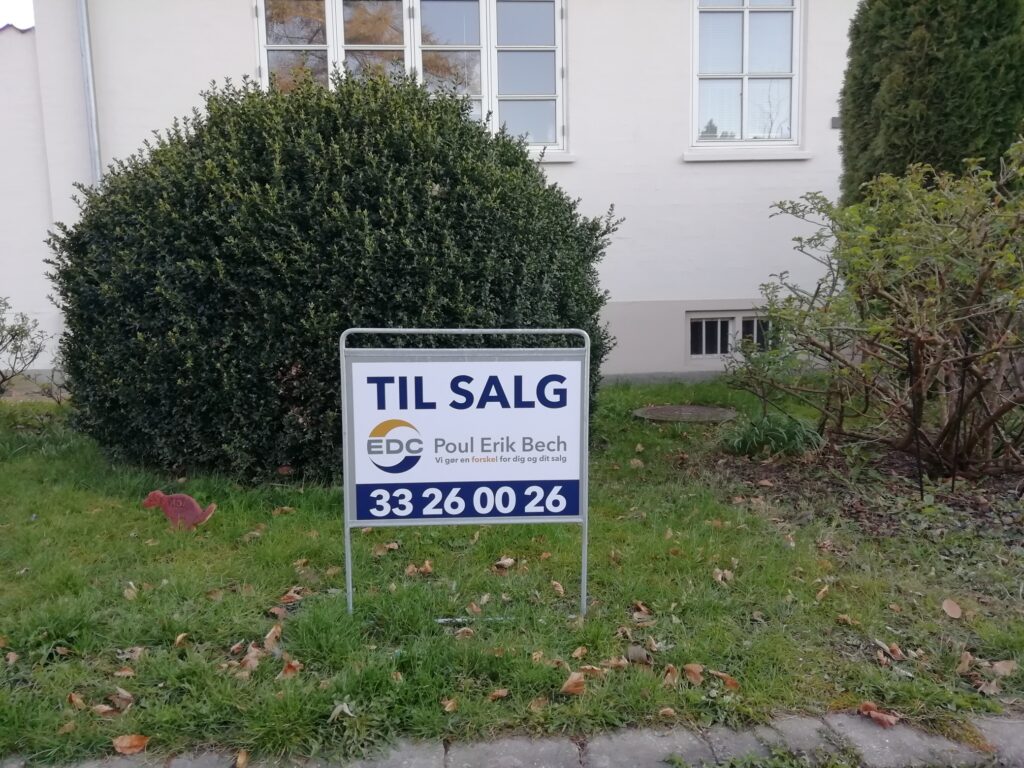 TIL SALG
EDC
Poul Erik Bech
Vi gør en forskel for dig og dit salg
33 26 00 26